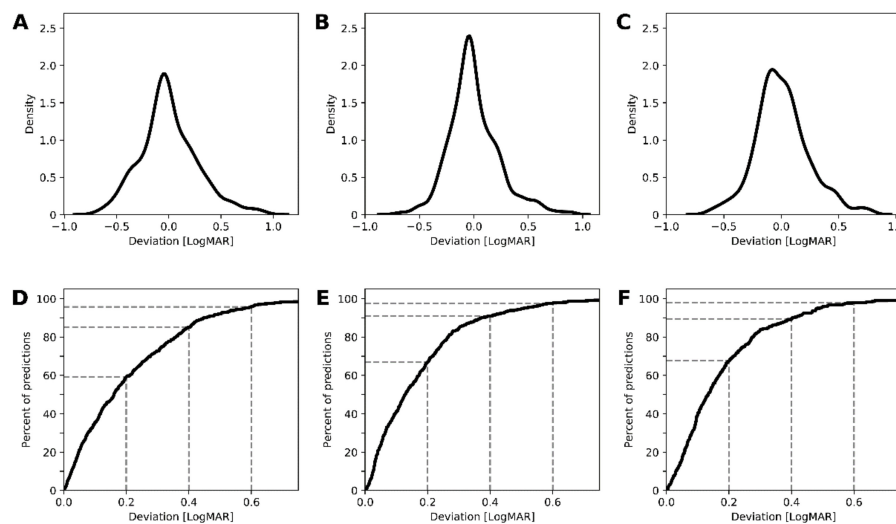 A
B
C
Density
2.5
2.0
1.5
1.0
0.5
0
−1.0 −0.5 0.0 0.5 1.0
Deviation [LogMAR]
Density
2.5
2.0
1.5
1.0
0.5
0
−1.0 −0.5 0.0 0.5 1.0
Deviation [LogMAR]
Density
2.5
2.0
1.5
1.0
0.5
0
−1.0 −0.5 0.0 0.5
Deviation [LogMAR]
D
E
F
Percent of predictions
100
80
60
40
20
0
0.0 0.2 0.4 0.6
Deviation [LogMAR]
Percent of predictions
100
80
60
40
20
0
0.0 0.2 0.4 0.6
Deviation [LogMAR]
Percent of predictions
100
80
60
40
20
0
0.0 0.2 0.4 0.6
Deviation [LogMAR]